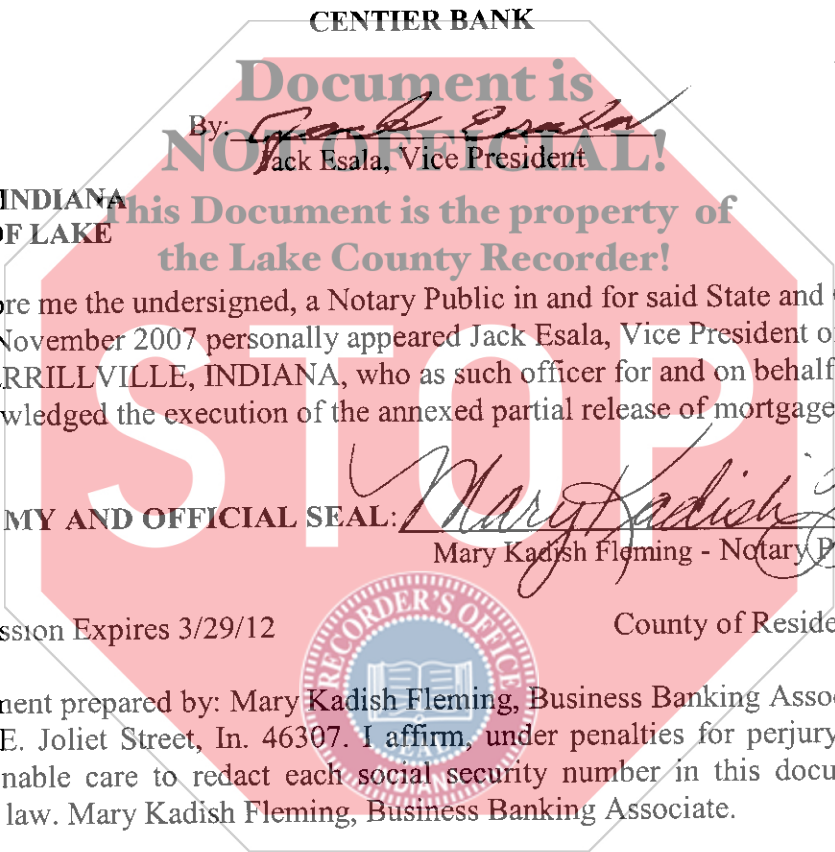 CENTIER BANK
Document is
By: Jack Esala
NOT OFFICIAL!
Jack Esala, Vice President
INDIANA
This Document is the property of
OF LAKE
the Lake County Recorder!
ore me the undersigned, a Notary Public in and for said State and
November 2007 personally appeared Jack Esala, Vice President o
RRILLVILLE, INDIANA, who as such officer for and on behalf
wledged the execution of the annexed partial release of mortgage
STOP
MY AND OFFICIAL SEAL: Mary Kadish
Mary Kadish Fleming - Notary P
RECORDER'S OFFICE
ssion Expires 3/29/12 County of Reside
ment prepared by: Mary Kadish Fleming, Business Banking Asso
E. Joliet Street, In. 46307. I affirm, under penalties for perjury
nable care to redact each social security number in this docu
INDIANA
law. Mary Kadish Fleming, Business Banking Associate.